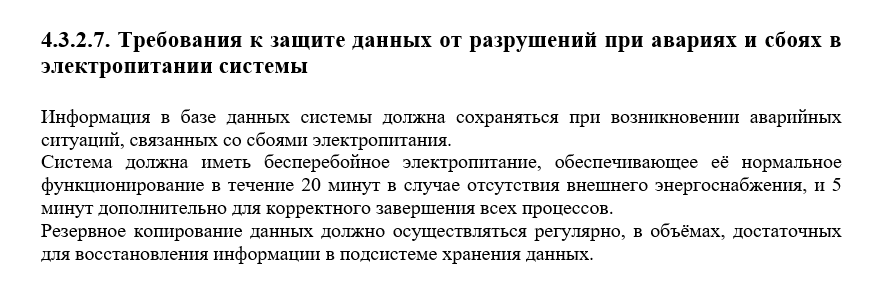 4.3.2.7. Требования к защите данных от разрушений при авариях и сбоях в
электропитании системы
Информация в базе данных системы должна сохраняться при возникновении аварийных
ситуаций, связанных со сбоями электропитания.
Система должна иметь бесперебойное электропитание, обеспечивающее её нормальное
функционирование в течение 20 минут в случае отсутствия внешнего энергоснабжения, и 5
минут дополнительно для корректного завершения всех процессов.
Резервное копирование данных должно осуществляться регулярно, в объёмах, достаточных
для восстановления информации в подсистеме хранения данных.